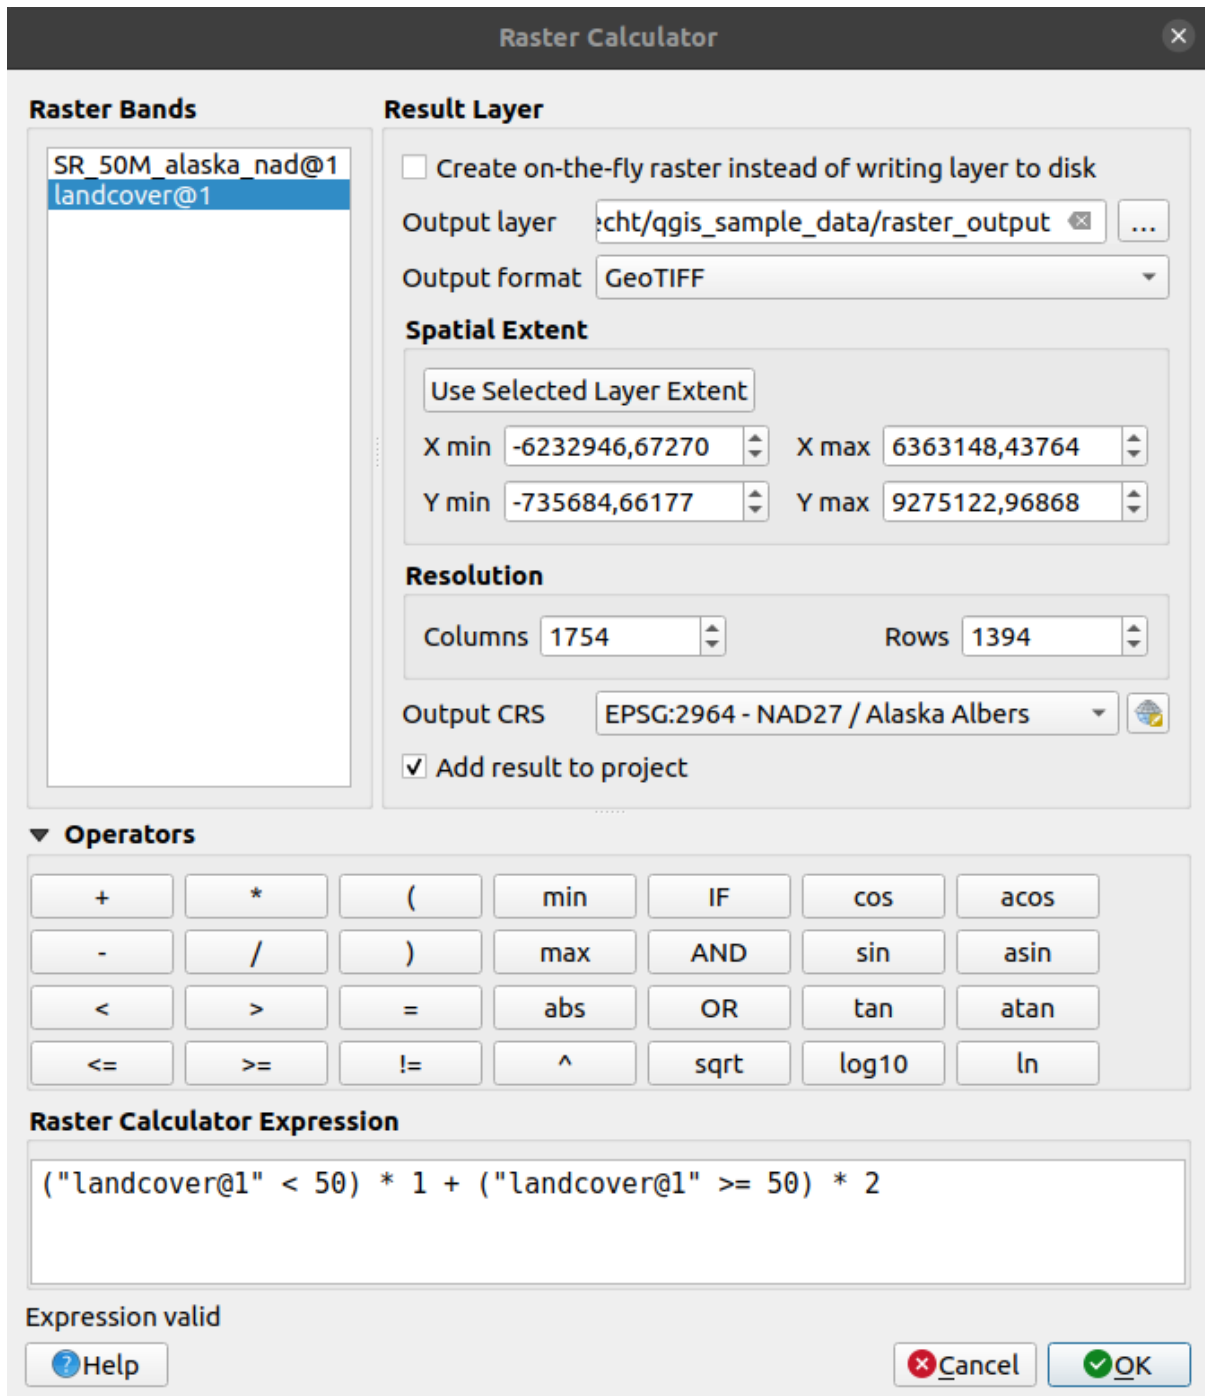 Raster Calculator
Raster Bands
SR_50M_alaska_nad@1
landcover@1
Result Layer
Create on-the-fly raster instead of writing layer to disk
Output layer :cht/qgis_sample_data/raster_output ...
Output format GeoTIFF
Spatial Extent
Use Selected Layer Extent
X min -6232946,67270 X max 6363148,43764
Y min -735684,66177 Y max 9275122,96868
Resolution
Columns 1754 Rows 1394
Output CRS EPSG:2964 - NAD27 / Alaska Albers
Add result to project
Operators
+ * ( min IF cos acos
- / ) max AND sin asin
< > = abs OR tan atan
<= >= != ^ sqrt log10 ln
Raster Calculator Expression
("landcover@1" < 50) * 1 + ("landcover@1" >= 50) * 2
Expression valid
Help Cancel OK